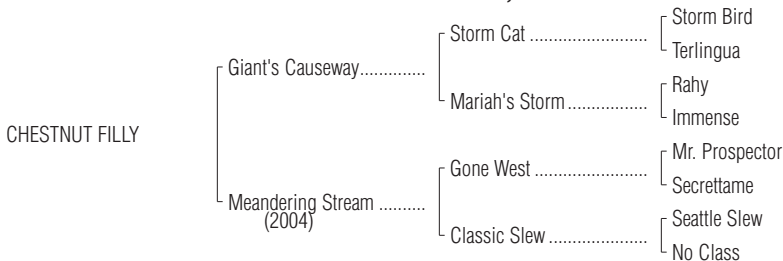 Storm Bird
Storm Cat ........................
Terlingua
Giant's Causeway..............
Rahy
Mariah's Storm.................
Immense
CHESTNUT FILLY
Mr. Prospector
Gone West .......................
Secrettame
Meandering Stream ..........
(2004)
Seattle Slew
Classic Slew.....................
No Class